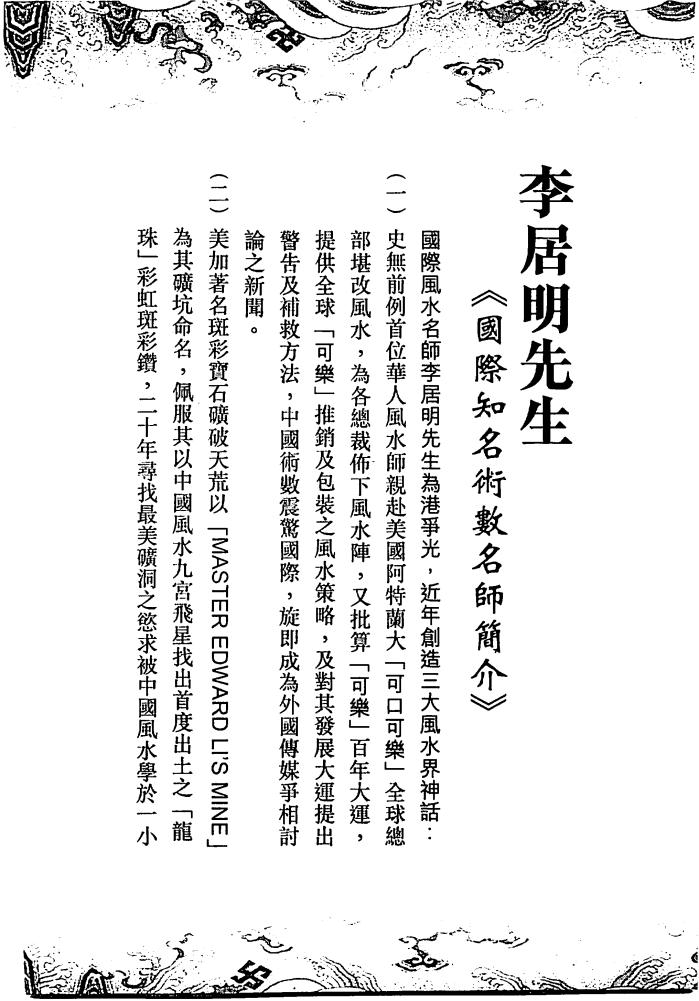 李居明先生
《國際知名術數名師簡介》
國際風水名師李居明先生為港爭光，近年創造三大風水界神話：
(一) 史無前例首位華人風水師親赴美國阿特蘭大「可口可樂」全球總
部堪改風水，為各總裁佈下風水陣，又批算「可樂」百年大運，
提供全球「可樂」推銷及包裝之風水策略，及對其發展大運提出
警告及補救方法，中國術數震驚國際，旋即成為外國傳媒爭相討
論之新聞。
(二) 美加著名斑彩寶石礦破天荒以「MASTER EDWARD LI'S MINE」
為其礦坑命名，佩服其以中國風水九宮飛星找出首度出土之「龍
珠」彩虹斑彩鑽，二十年尋找最美礦洞之慾求被中國風水學於一小